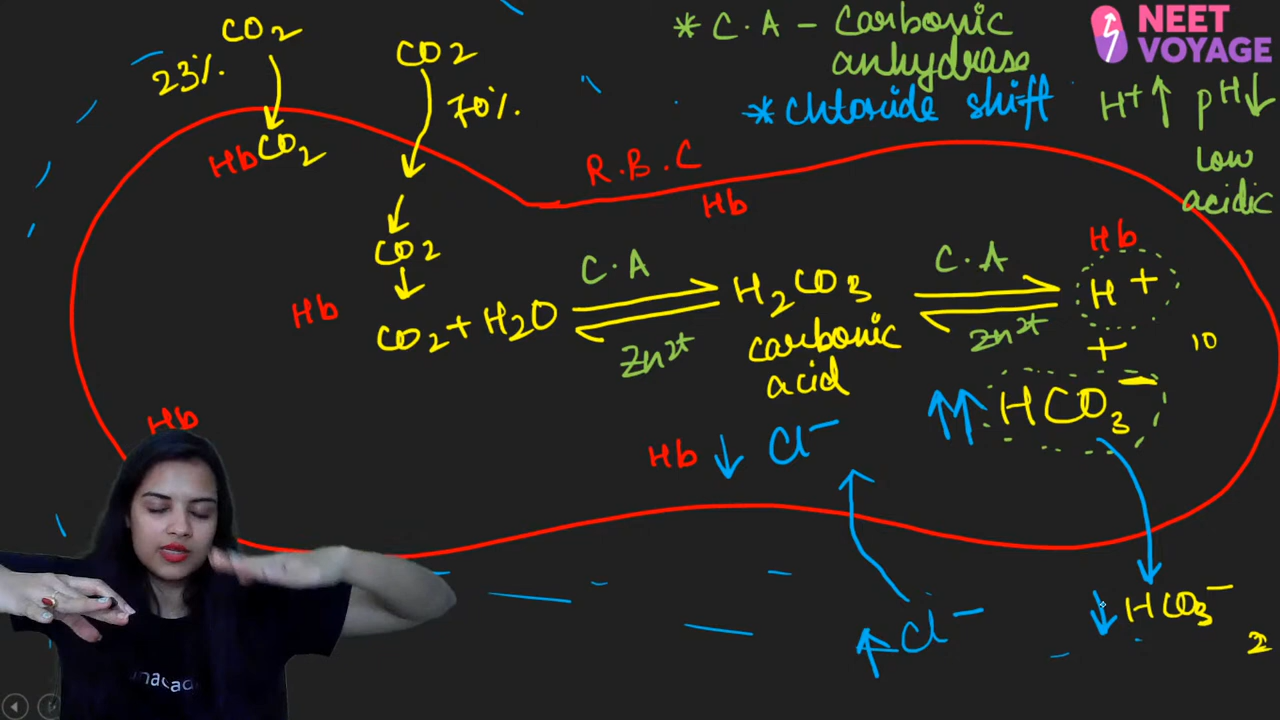 CO2
23%
HbCO2
CO2
70%
* C.A - Carbonic
anhydrase
* chloride shift
NEET
VOYAGE
H+ ↑ pH↓
Low
acidic
R.B.C
Hb
CO2
Hb
CO2 + H2O
C.A
Zn2+
H2CO3
carbonic
acid
C.A
Zn2+
Hb
H+
+
10
↑↑ HCO3-
Hb
Hb
↓ Cl-
↑ Cl-
↓ HCO3-
2